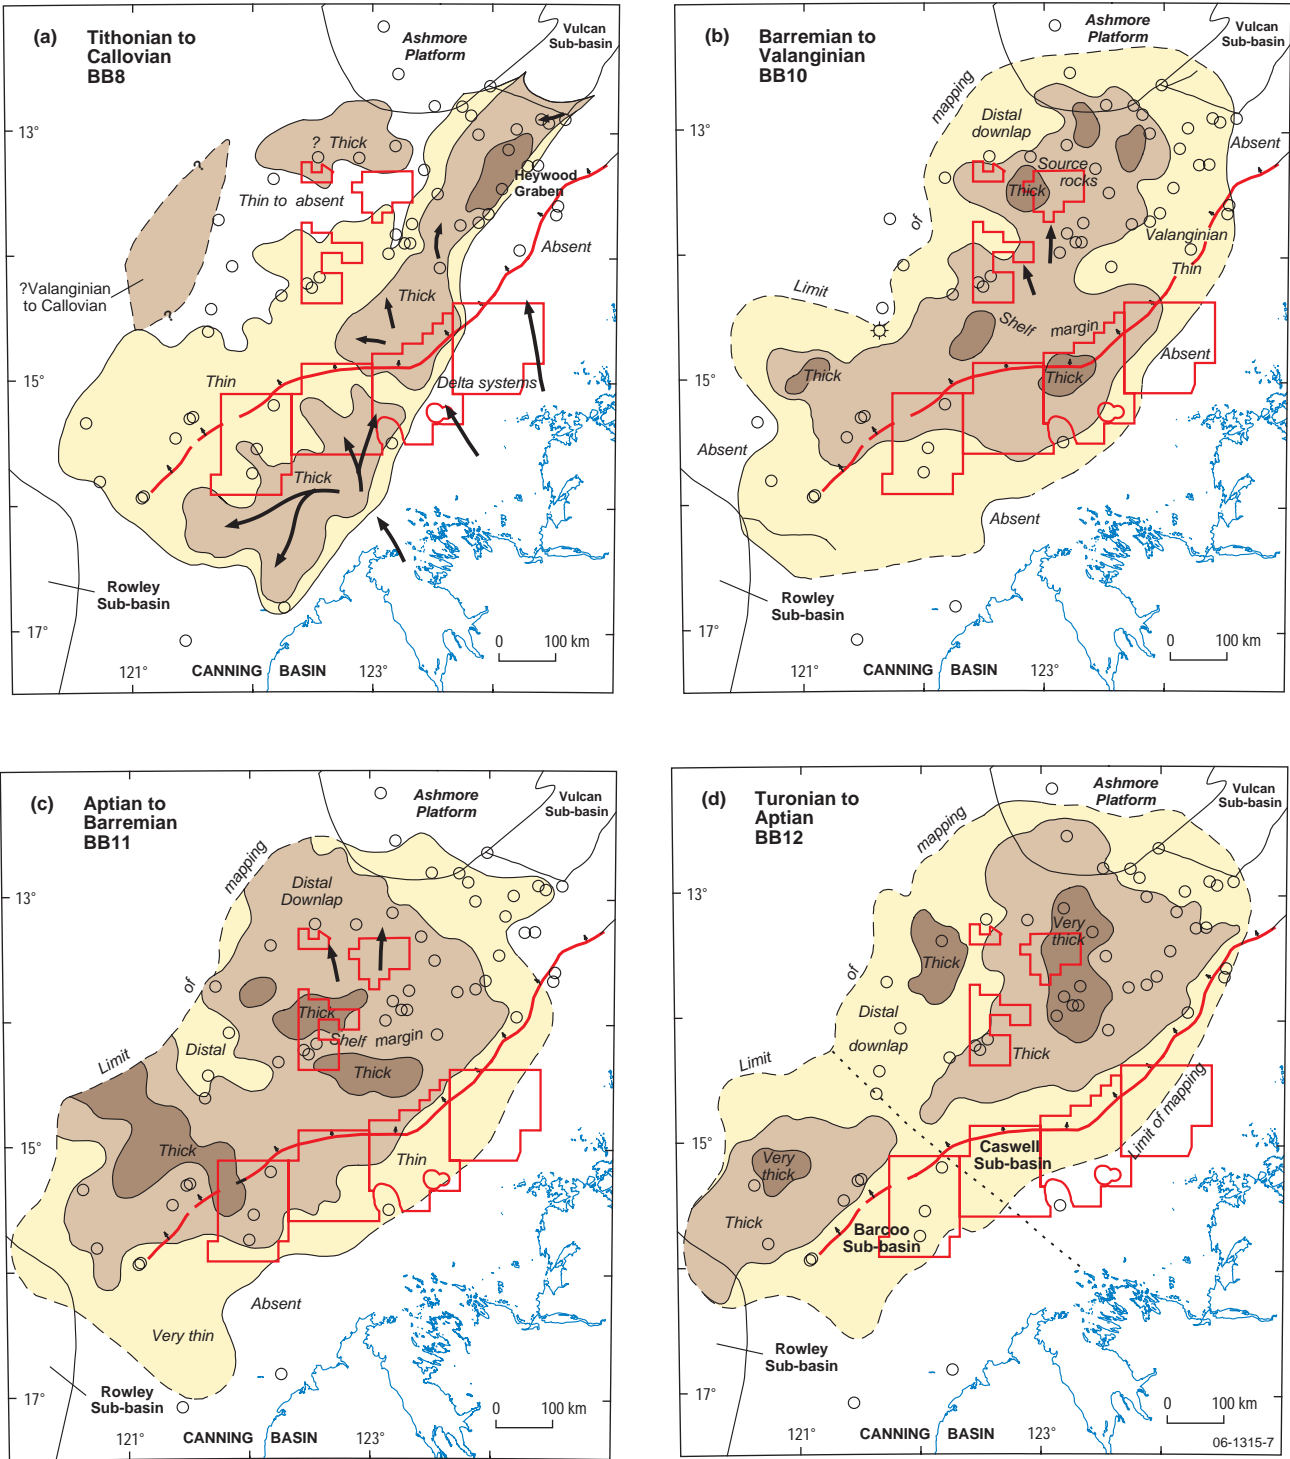 (a)
Tithonian to
Callovian
BB8
Ashmore
Platform
Vulcan
Sub-basin
13°
? Thick
?
Thin to absent
Heywood
Graben
Absent
?Valanginian
to Callovian
?
Thick
15°
Thin
Delta systems
Thick
Rowley
Sub-basin
17°
0 100 km
121°
CANNING BASIN
123°
(b)
Barremian to
Valanginian
BB10
Ashmore
Platform
Vulcan
Sub-basin
mapping
13°
Distal
downlap
Absent
Source
rocks
Thick
of
Valanginian
Thin
Limit
Shelf margin
Absent
15°
Thick
Thick
Absent
Absent
Rowley
Sub-basin
17°
0 100 km
121°
CANNING BASIN
123°
(c)
Aptian to
Barremian
BB11
Ashmore
Platform
Vulcan
Sub-basin
mapping
13°
Distal
Downlap
of
Thick
Shelf margin
Distal
Limit
Thick
15°
Thick
Thin
Absent
Very thin
Rowley
Sub-basin
17°
0 100 km
121°
CANNING BASIN
123°
(d)
Turonian to
Aptian
BB12
Ashmore
Platform
Vulcan
Sub-basin
mapping
13°
Very
thick
Thick
of
Distal
downlap
Limit
Thick
Limit of mapping
15°
Caswell
Sub-basin
Very
thick
Thick
Barcoo
Sub-basin
Rowley
Sub-basin
17°
0 100 km
121°
CANNING BASIN
123°
06-1315-7